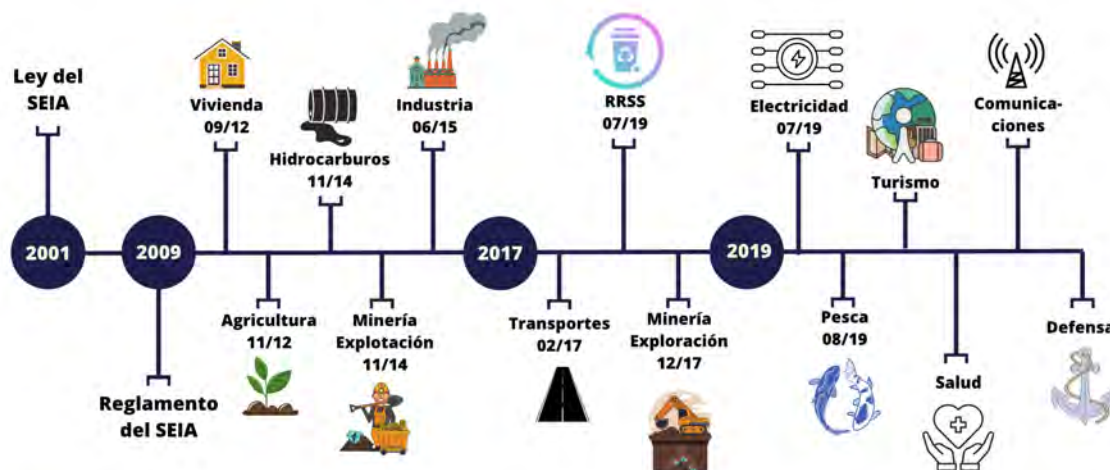 Ley del
SEIA
2001
2009
Reglamento
del SEIA
Vivienda
09/12
Agricultura
11/12
Hidrocarburos
11/14
Minería
Explotación
11/14
Industria
06/15
2017
Transportes
02/17
RRSS
07/19
Minería
Exploración
12/17
2019
Electricidad
07/19
Pesca
08/19
Turismo
Salud
Comunica-
ciones
Defensa